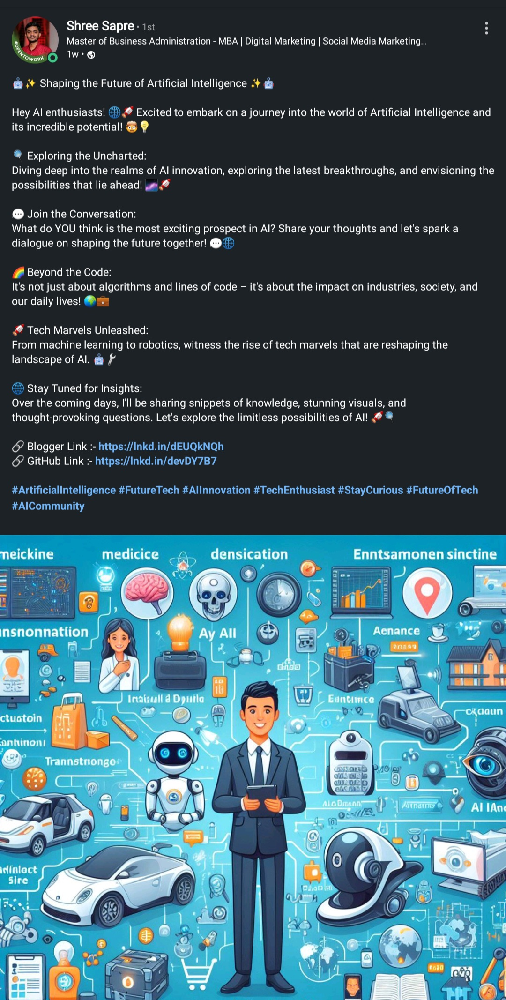 Shree Sapre • 1st
Master of Business Administration - MBA | Digital Marketing | Social Media Marketing...
1w •
#OPENTOWORK
🤖✨ Shaping the Future of Artificial Intelligence ✨🤖
Hey AI enthusiasts! 🌐🚀 Excited to embark on a journey into the world of Artificial Intelligence and
its incredible potential! 🤯💡
🔍 Exploring the Uncharted:
Diving deep into the realms of AI innovation, exploring the latest breakthroughs, and envisioning the
possibilities that lie ahead! 🌌🚀
💬 Join the Conversation:
What do YOU think is the most exciting prospect in AI? Share your thoughts and let's spark a
dialogue on shaping the future together! 💬🌐
🌈 Beyond the Code:
It's not just about algorithms and lines of code – it's about the impact on industries, society, and
our daily lives! 🌍💼
🚀 Tech Marvels Unleashed:
From machine learning to robotics, witness the rise of tech marvels that are reshaping the
landscape of AI. 🤖🔧
🌐 Stay Tuned for Insights:
Over the coming days, I'll be sharing snippets of knowledge, stunning visuals, and
thought-provoking questions. Let's explore the limitless possibilities of AI! 🚀🔍
🔗 Blogger Link :- https://lnkd.in/dEUQkNQh
🔗 GitHub Link :- https://lnkd.in/devDY7B7
#ArtificialIntelligence #FutureTech #AIInnovation #TechEnthusiast #StayCurious #FutureOfTech
#AICommunity
meickine medicice densication Enntsamonen sinctine
Ay All Aenance
Eantimce
ctuatoin
Trannstrionge
AI IAn
Sire